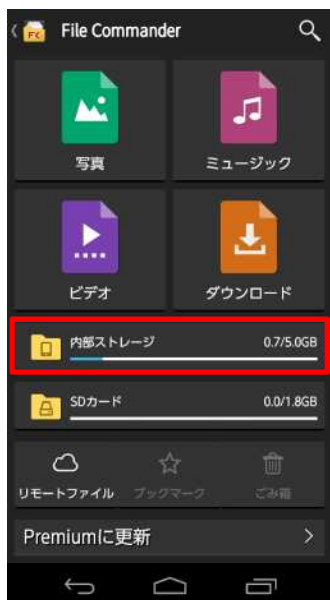 FC File Commander
写真 ミュージック
ビデオ ダウンロード
内部ストレージ 0.7/5.0GB
SDカード 0.0/1.8GB
リモートファイル ブックマーク ごみ箱
Premiumに更新